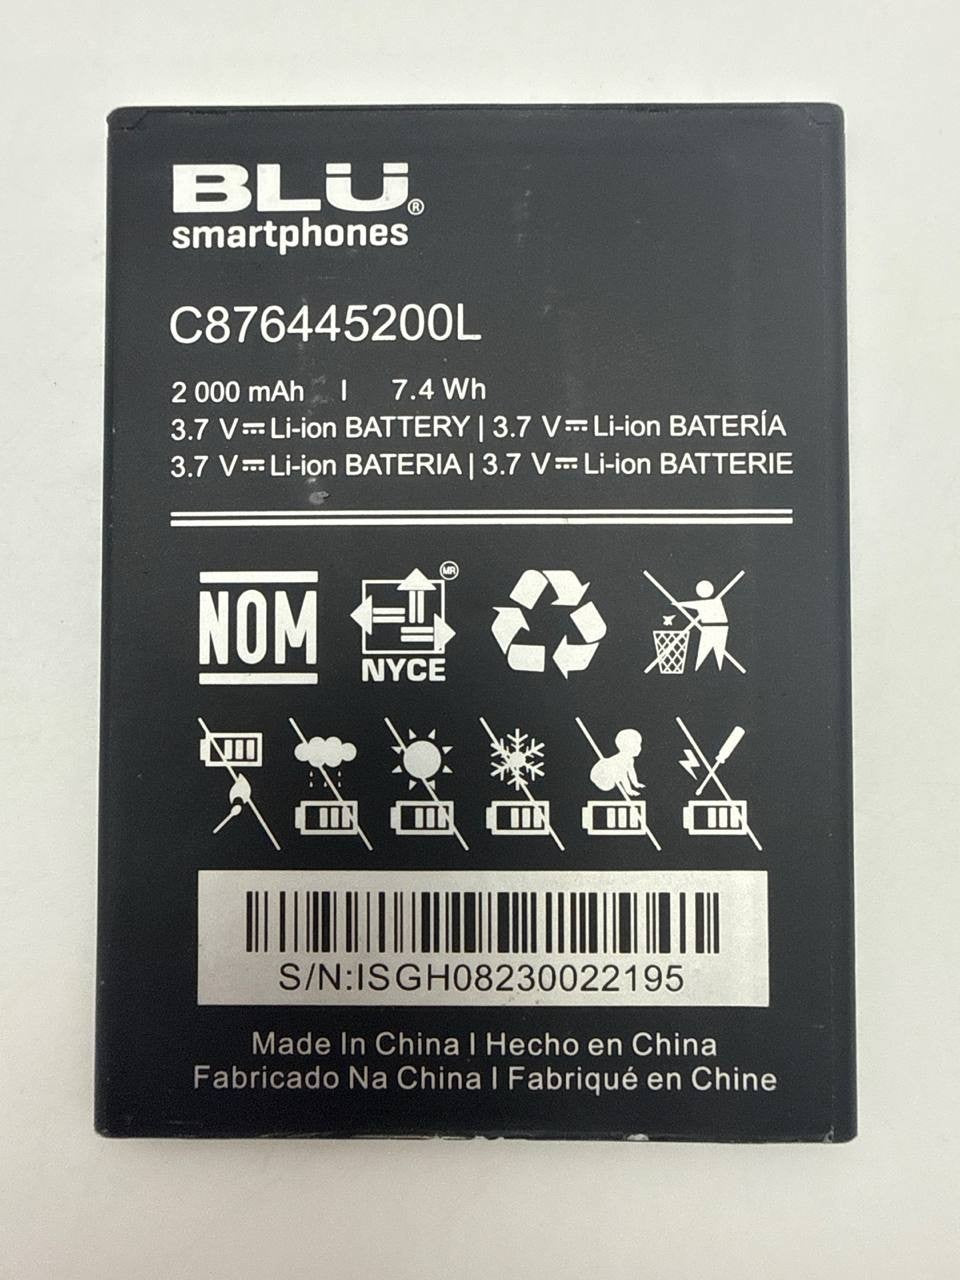 BLU®
smartphones
C876445200L
2 000 mAh | 7.4 Wh
3.7 V⎓Li-ion BATTERY | 3.7 V⎓Li-ion BATERÍA
3.7 V⎓Li-ion BATERIA | 3.7 V⎓Li-ion BATTERIE
NOM
MR
NYCE
S/N:ISGH08230022195
Made In China | Hecho en China
Fabricado Na China | Fabriqué en Chine